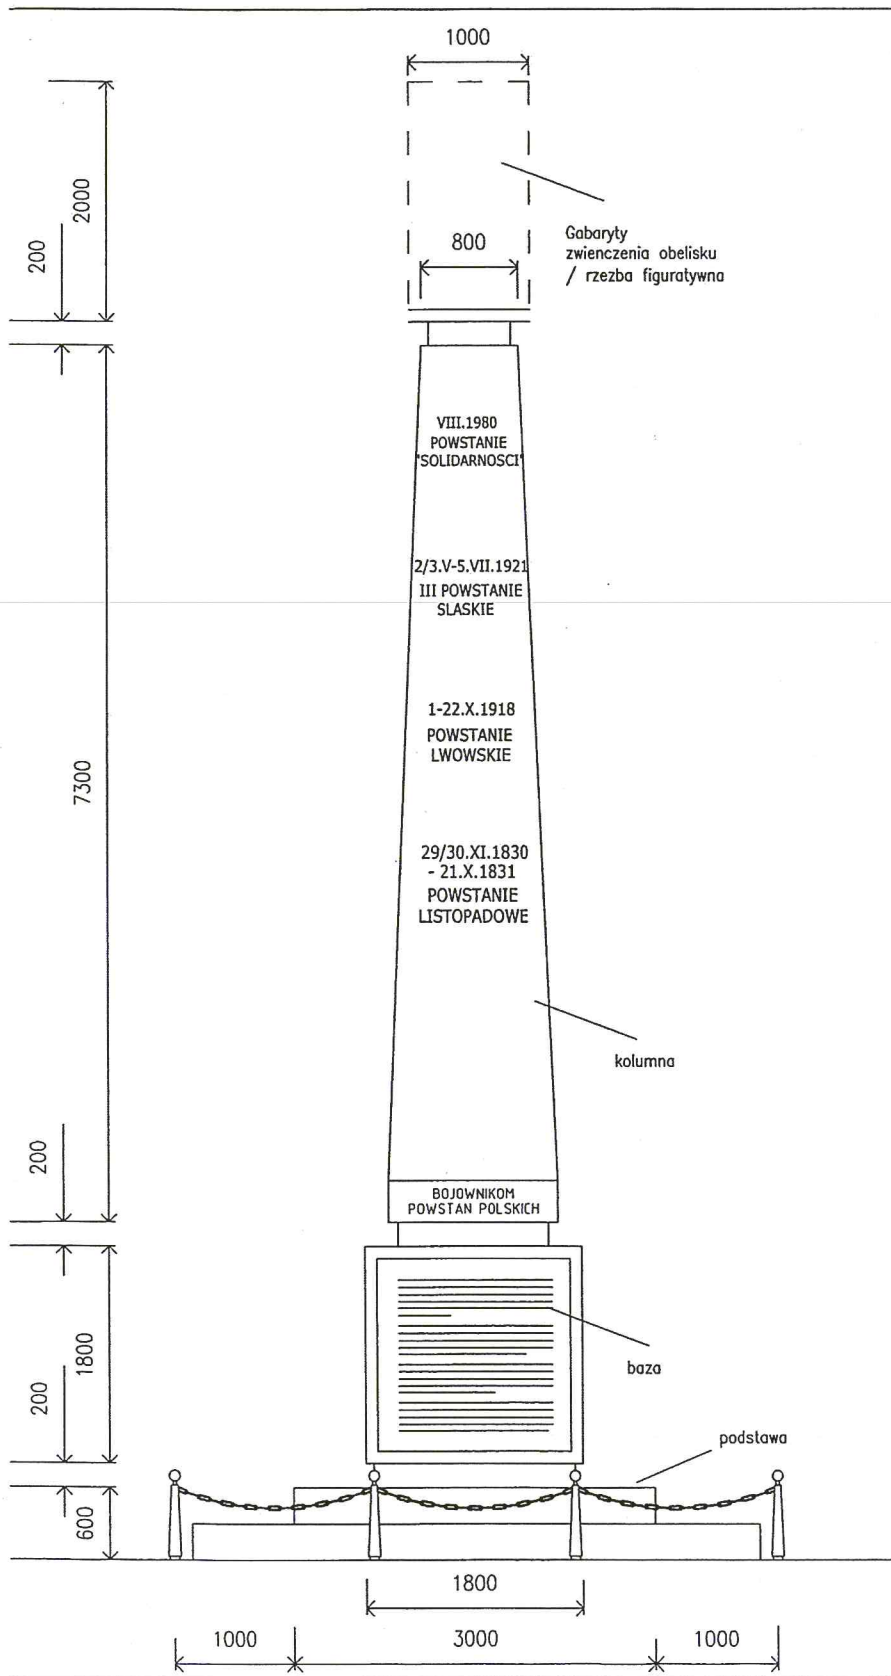 1000
2000
200
800
Gabaryty
zwienczenia obelisku
/ rzezba figuratywna
VIII.1980
POWSTANIE
"SOLIDARNOSCI"
2/3.V-5.VII.1921
III POWSTANIE
SLASKIE
1-22.X.1918
POWSTANIE
LWOWSKIE
7300
29/30.XI.1830
- 21.X.1831
POWSTANIE
LISTOPADOWE
kolumna
200
BOJOWNIKOM
POWSTAN POLSKICH
1800
baza
200
podstawa
600
1800
1000
3000
1000